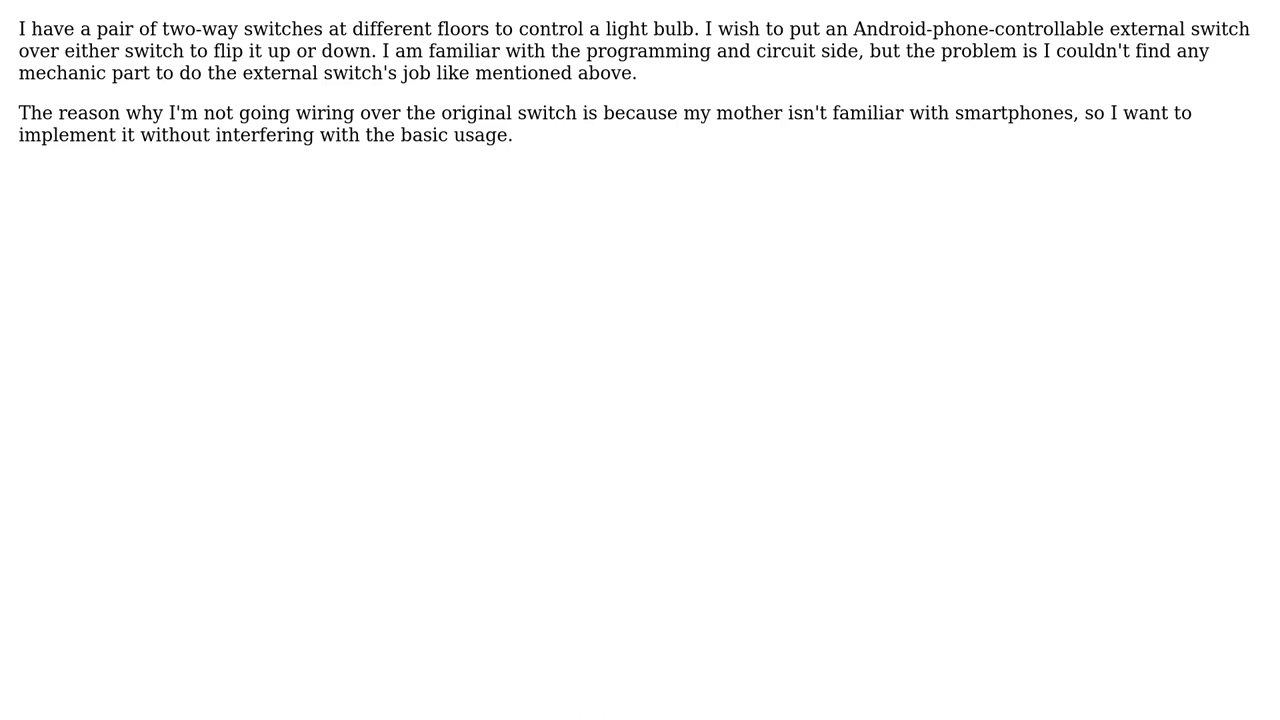 I have a pair of two-way switches at different floors to control a light bulb. I wish to put an Android-phone-controllable external switch
over either switch to flip it up or down. I am familiar with the programming and circuit side, but the problem is I couldn't find any
mechanic part to do the external switch's job like mentioned above.
The reason why I'm not going wiring over the original switch is because my mother isn't familiar with smartphones, so I want to
implement it without interfering with the basic usage.